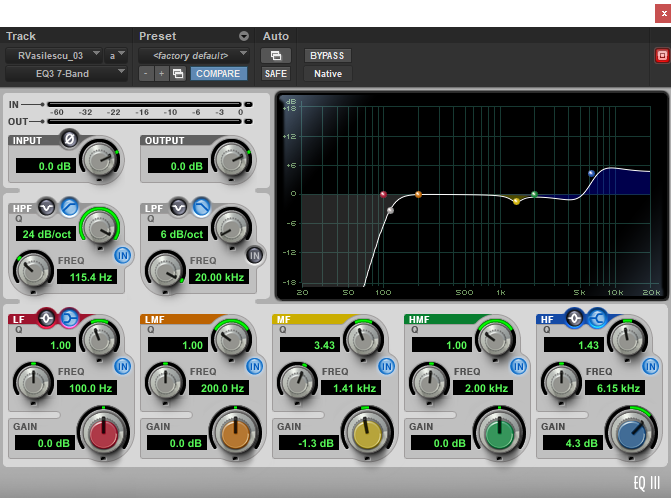 x
Track Preset Auto
RVasilescu_03 a <factory default>
EQ3 7-Band - + COMPARE SAFE BYPASS Native
IN
-60 -32 -22 -16 -10 -6 -3 0
OUT
INPUT Ø OUTPUT
0.0 dB 0.0 dB
HPF LPF
Q Q
24 dB/oct 6 dB/oct
IN IN
FREQ FREQ
115.4 Hz 20.00 kHz
dB
+18
+12
+6
0
-6
-12
-18
20 50 100 500 1k 5k 10k 20k
LF LMF MF HMF HF
Q Q Q Q Q
1.00 1.00 3.43 1.00 1.43
IN IN IN IN IN
FREQ FREQ FREQ FREQ FREQ
100.0 Hz 200.0 Hz 1.41 kHz 2.00 kHz 6.15 kHz
GAIN GAIN GAIN GAIN GAIN
0.0 dB 0.0 dB -1.3 dB 0.0 dB 4.3 dB
EQ III